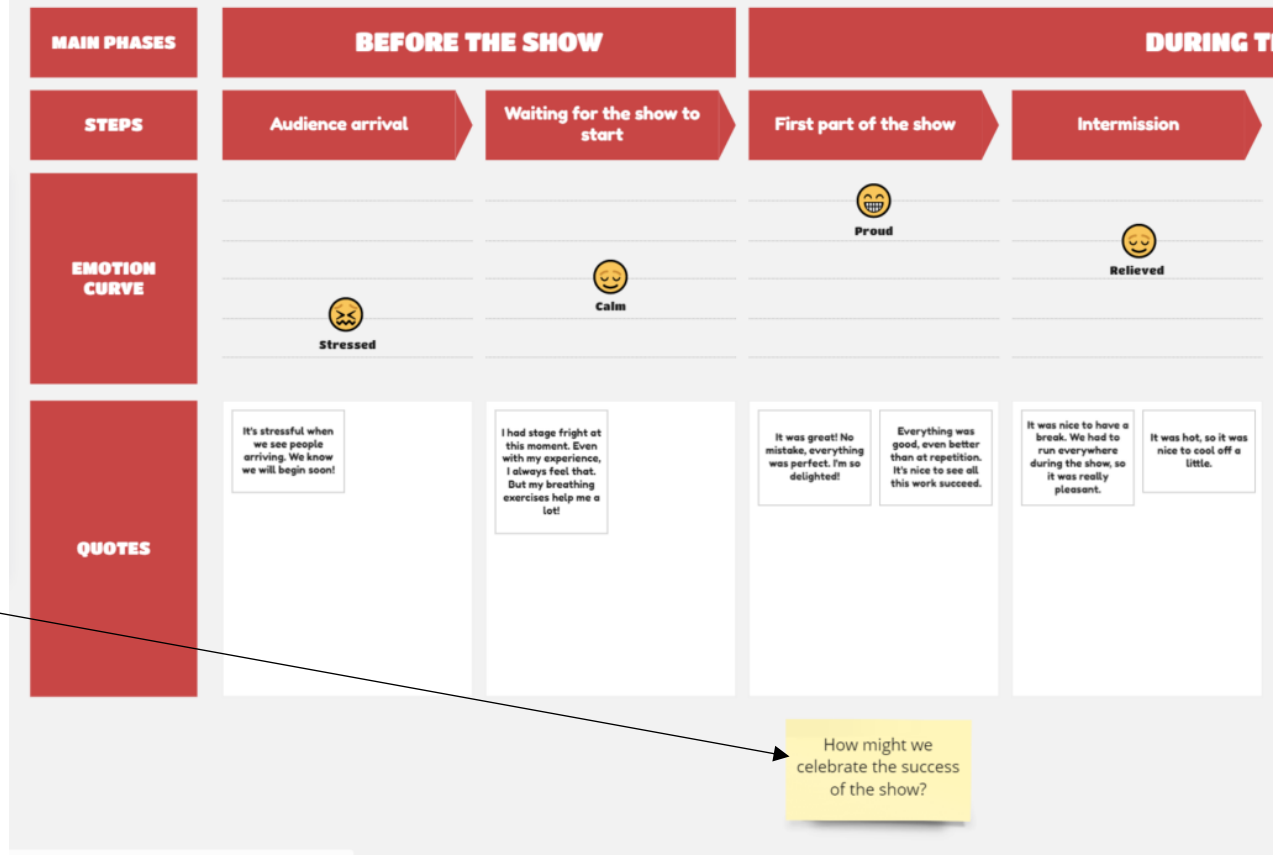 MAIN PHASES
BEFORE THE SHOW
DURING T
STEPS
Audience arrival
Waiting for the show to
start
First part of the show
Intermission
EMOTION
CURVE
Stressed
Calm
Proud
Relieved
QUOTES
It's stressful when
we see people
arriving. We know
we will begin soon!
I had stage fright at
this moment. Even
with my experience,
I always feel that.
But my breathing
exercises help me a
lot!
It was great! No
mistake, everything
was perfect. I'm so
delighted!
Everything was
good, even better
than at repetition.
It's nice to see all
this work succeed.
It was nice to have a
break. We had to
run everywhere
during the show, so
it was really
pleasant.
It was hot, so it was
nice to cool off a
little.
How might we
celebrate the success
of the show?